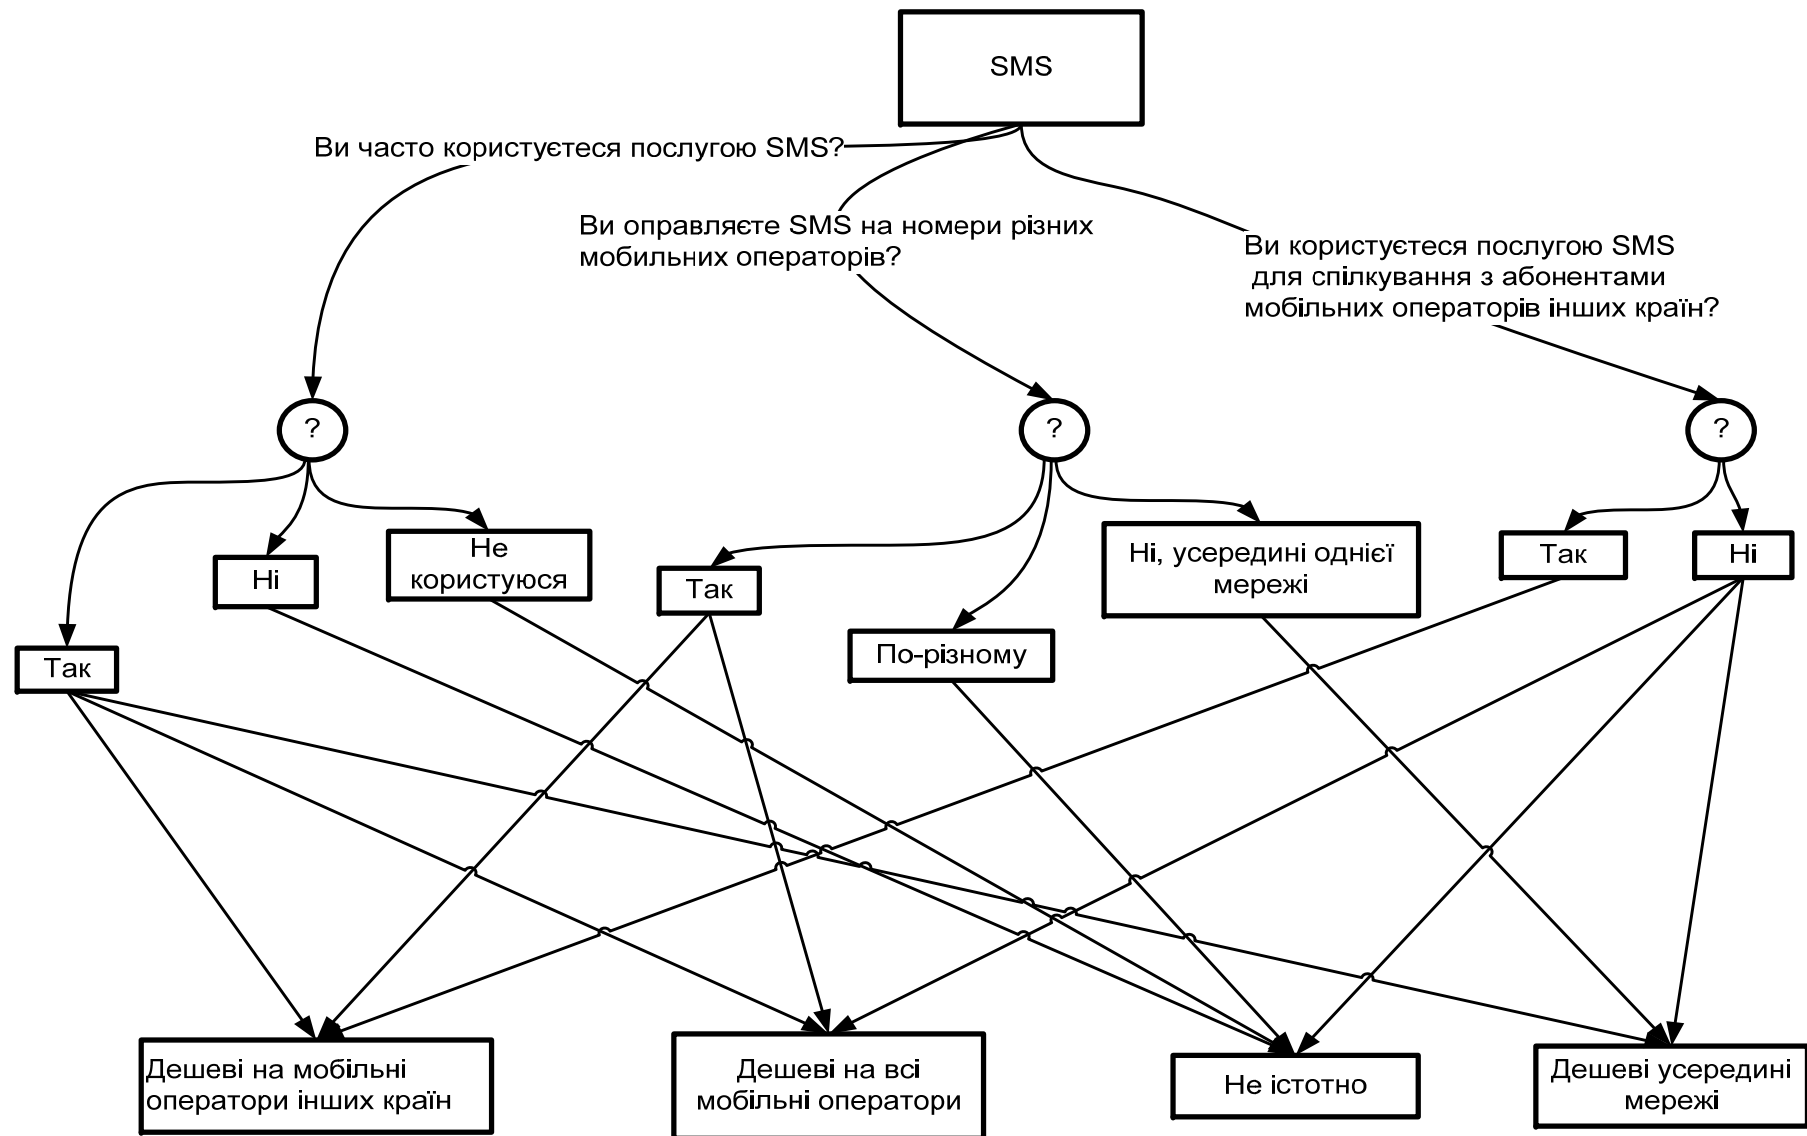 SMS
Ви часто користуєтеся послугою SMS?
Ви оправляєте SMS на номери різних
мобильних операторів?
Ви користуєтеся послугою SMS
для спілкування з абонентами
мобільних операторів інших країн?
?
?
?
Так
Ні
Не
користуюся
Так
По-різному
Ні, усередині однієї
мережі
Так
Ні
Дешеві на мобільні
оператори інших країн
Дешеві на всі
мобільні оператори
Не істотно
Дешеві усередині
мережі